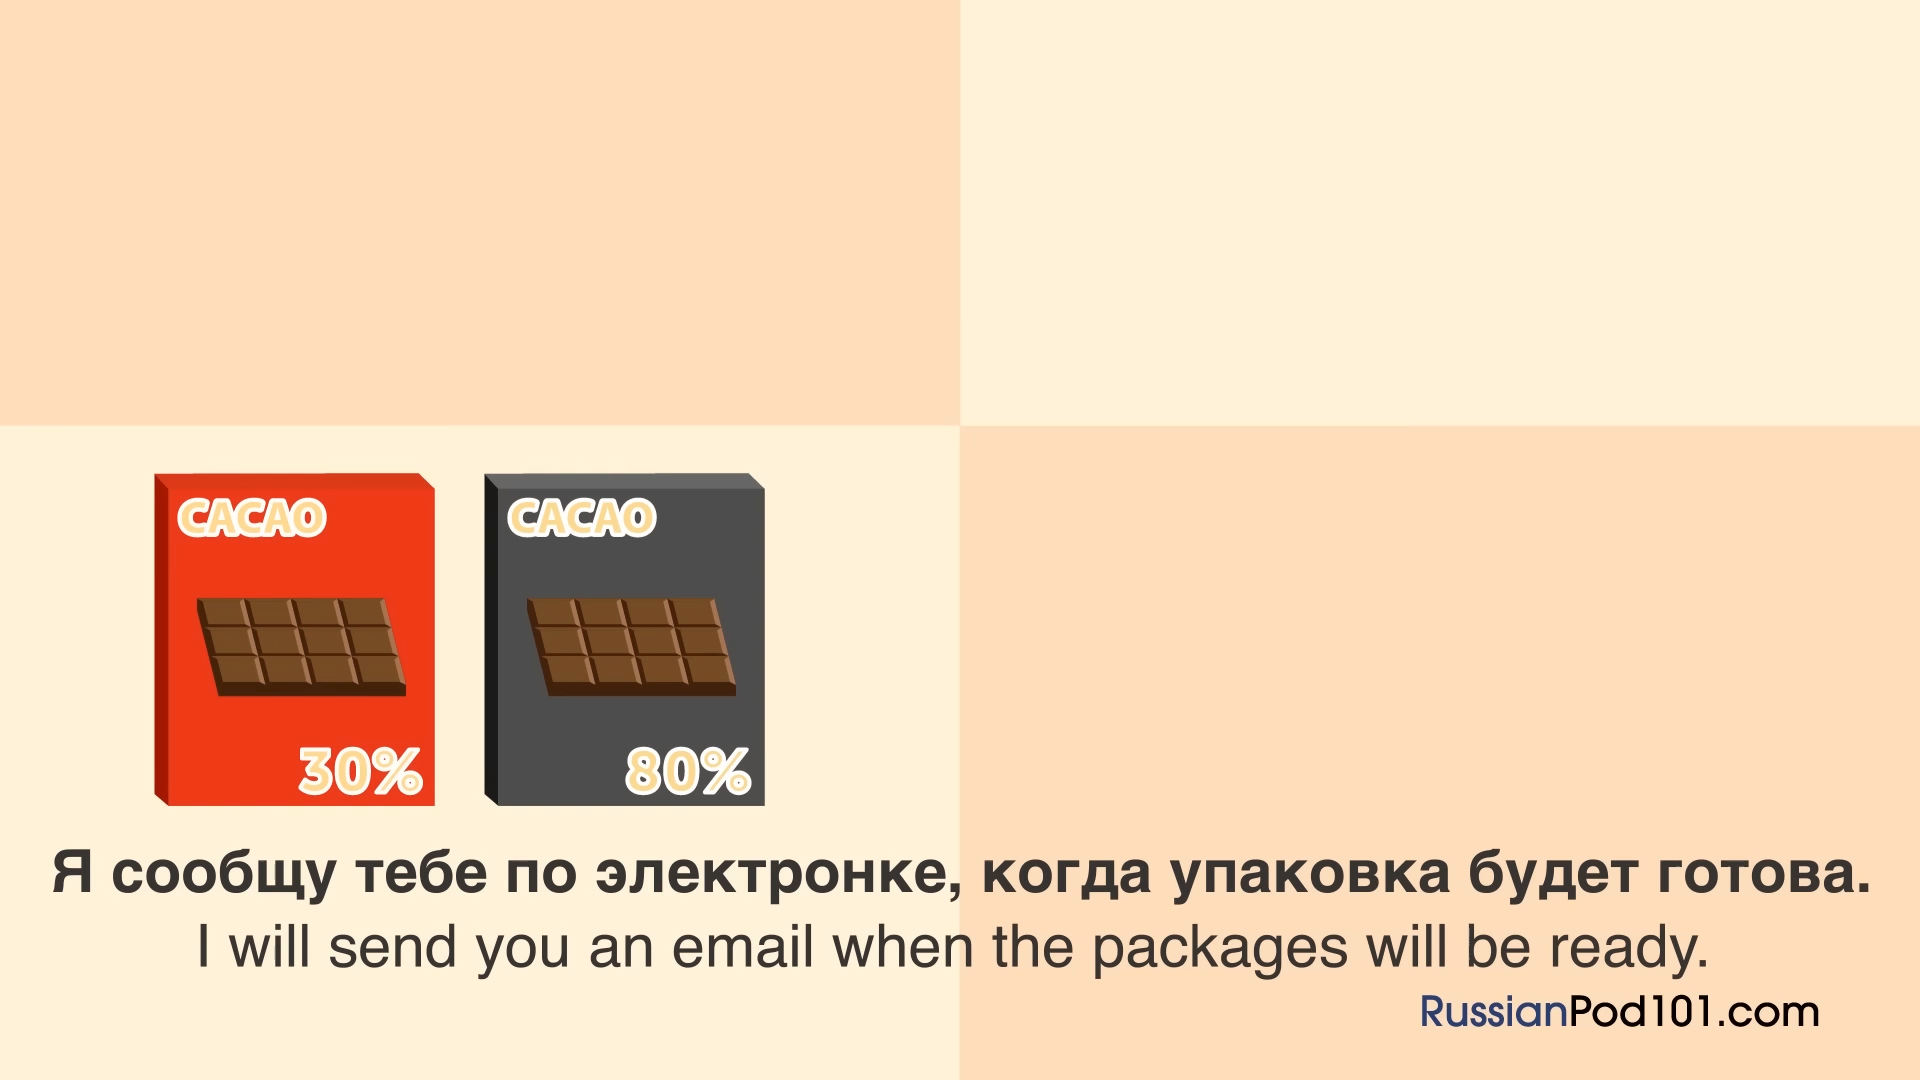 CACAO
30%
CACAO
80%
Я сообщу тебе по электронке, когда упаковка будет готова.
I will send you an email when the packages will be ready.
RussianPod101.com